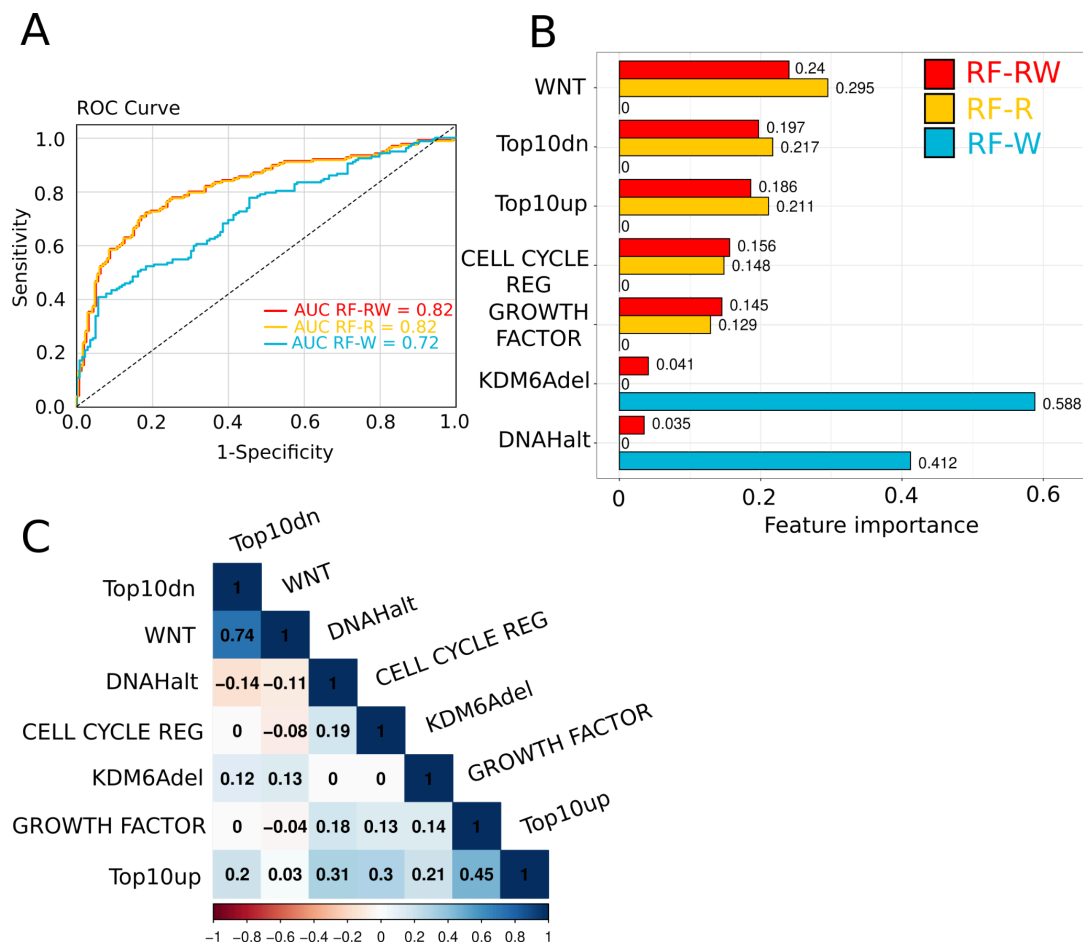 A
ROC Curve
Sensitivity
1.0
0.8
0.6
0.4
0.2
0.0
AUC RF-RW = 0.82
AUC RF-R = 0.82
AUC RF-W = 0.72
0.0 0.2 0.4 0.6 0.8 1.0
1-Specificity
B
RF-RW
RF-R
RF-W
WNT
0.24
0.295
0
Top10dn
0.197
0.217
0
Top10up
0.186
0.211
0
CELL CYCLE
REG
0.156
0.148
0
GROWTH
FACTOR
0.145
0.129
0
KDM6Adel
0.041
0
0.588
DNAHalt
0.035
0
0.412
0 0.2 0.4 0.6
Feature importance
C
Top10dn
WNT
DNAHalt
CELL CYCLE REG
KDM6Adel
GROWTH FACTOR
Top10up
Top10dn 1
WNT 0.74 1
DNAHalt −0.14 −0.11 1
CELL CYCLE REG 0 −0.08 0.19 1
KDM6Adel 0.12 0.13 0 0 1
GROWTH FACTOR 0 −0.04 0.18 0.13 0.14 1
Top10up 0.2 0.03 0.31 0.3 0.21 0.45 1
−1 −0.8 −0.6 −0.4 −0.2 0 0.2 0.4 0.6 0.8 1